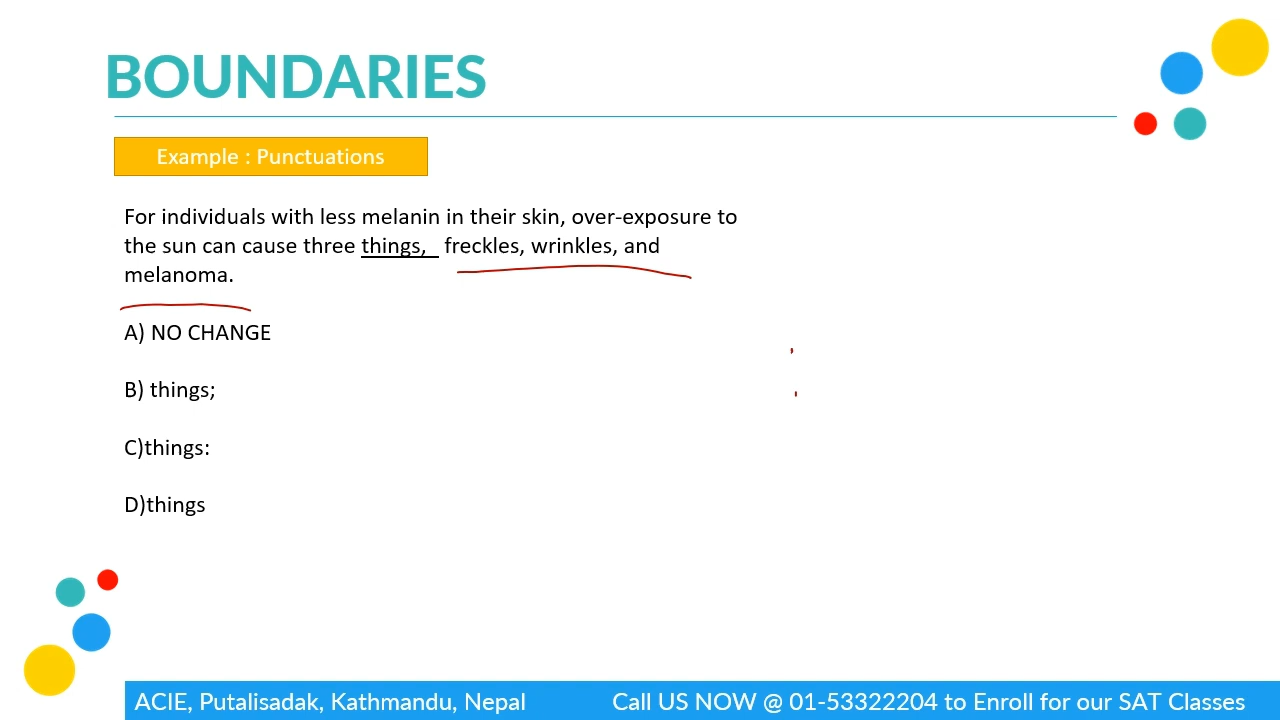 BOUNDARIES
Example : Punctuations
For individuals with less melanin in their skin, over-exposure to
the sun can cause three things, freckles, wrinkles, and
melanoma.
A) NO CHANGE
B) things;
C)things:
D)things
ACIE, Putalisadak, Kathmandu, Nepal Call US NOW @ 01-53322204 to Enroll for our SAT Classes